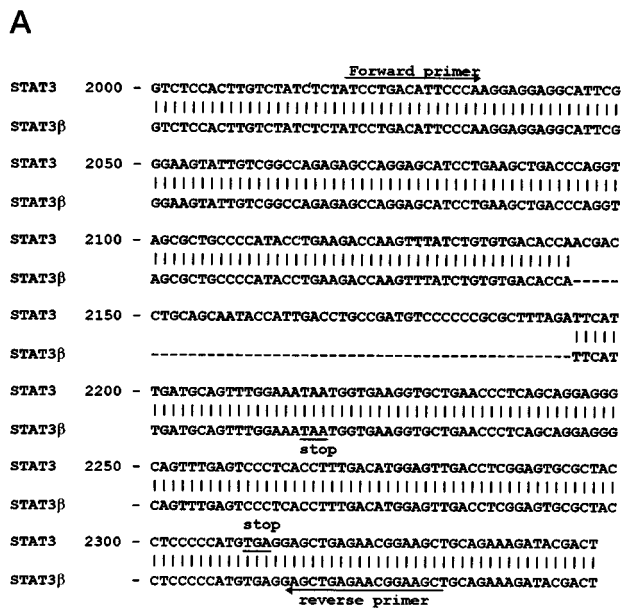 A
Forward primer
STAT3 2000 - GTCTCCACTTGTCTATCTCTATCCTGACATTCCCAAGGAGGAGGCATTCG
STAT3β GTCTCCACTTGTCTATCTCTATCCTGACATTCCCAAGGAGGAGGCATTCG
STAT3 2050 - GGAAGTATTGTCGGCCAGAGAGCCAGGAGCATCCTGAAGCTGACCCAGGT
STAT3β GGAAGTATTGTCGGCCAGAGAGCCAGGAGCATCCTGAAGCTGACCCAGGT
STAT3 2100 - AGCGCTGCCCCATACCTGAAGACCAAGTTTATCTGTGTGACACCAACGAC
STAT3β AGCGCTGCCCCATACCTGAAGACCAAGTTTATCTGTGTGACACCA-----
STAT3 2150 - CTGCAGCAATACCATTGACCTGCCGATGTCCCCCCGCGCTTTAGATTCAT
STAT3β ---------------------------------------------TTCAT
STAT3 2200 - TGATGCAGTTTGGAAATAATGGTGAAGGTGCTGAACCCTCAGCAGGAGGG
STAT3β TGATGCAGTTTGGAAATAATGGTGAAGGTGCTGAACCCTCAGCAGGAGGG
stop
STAT3 2250 - CAGTTTGAGTCCCTCACCTTTGACATGGAGTTGACCTCGGAGTGCGCTAC
STAT3β - CAGTTTGAGTCCCTCACCTTTGACATGGAGTTGACCTCGGAGTGCGCTAC
stop
STAT3 2300 - CTCCCCCATGTGAGGAGCTGAGAACGGAAGCTGCAGAAAGATACGACT
STAT3β - CTCCCCCATGTGAGGAGCTGAGAACGGAAGCTGCAGAAAGATACGACT
reverse primer